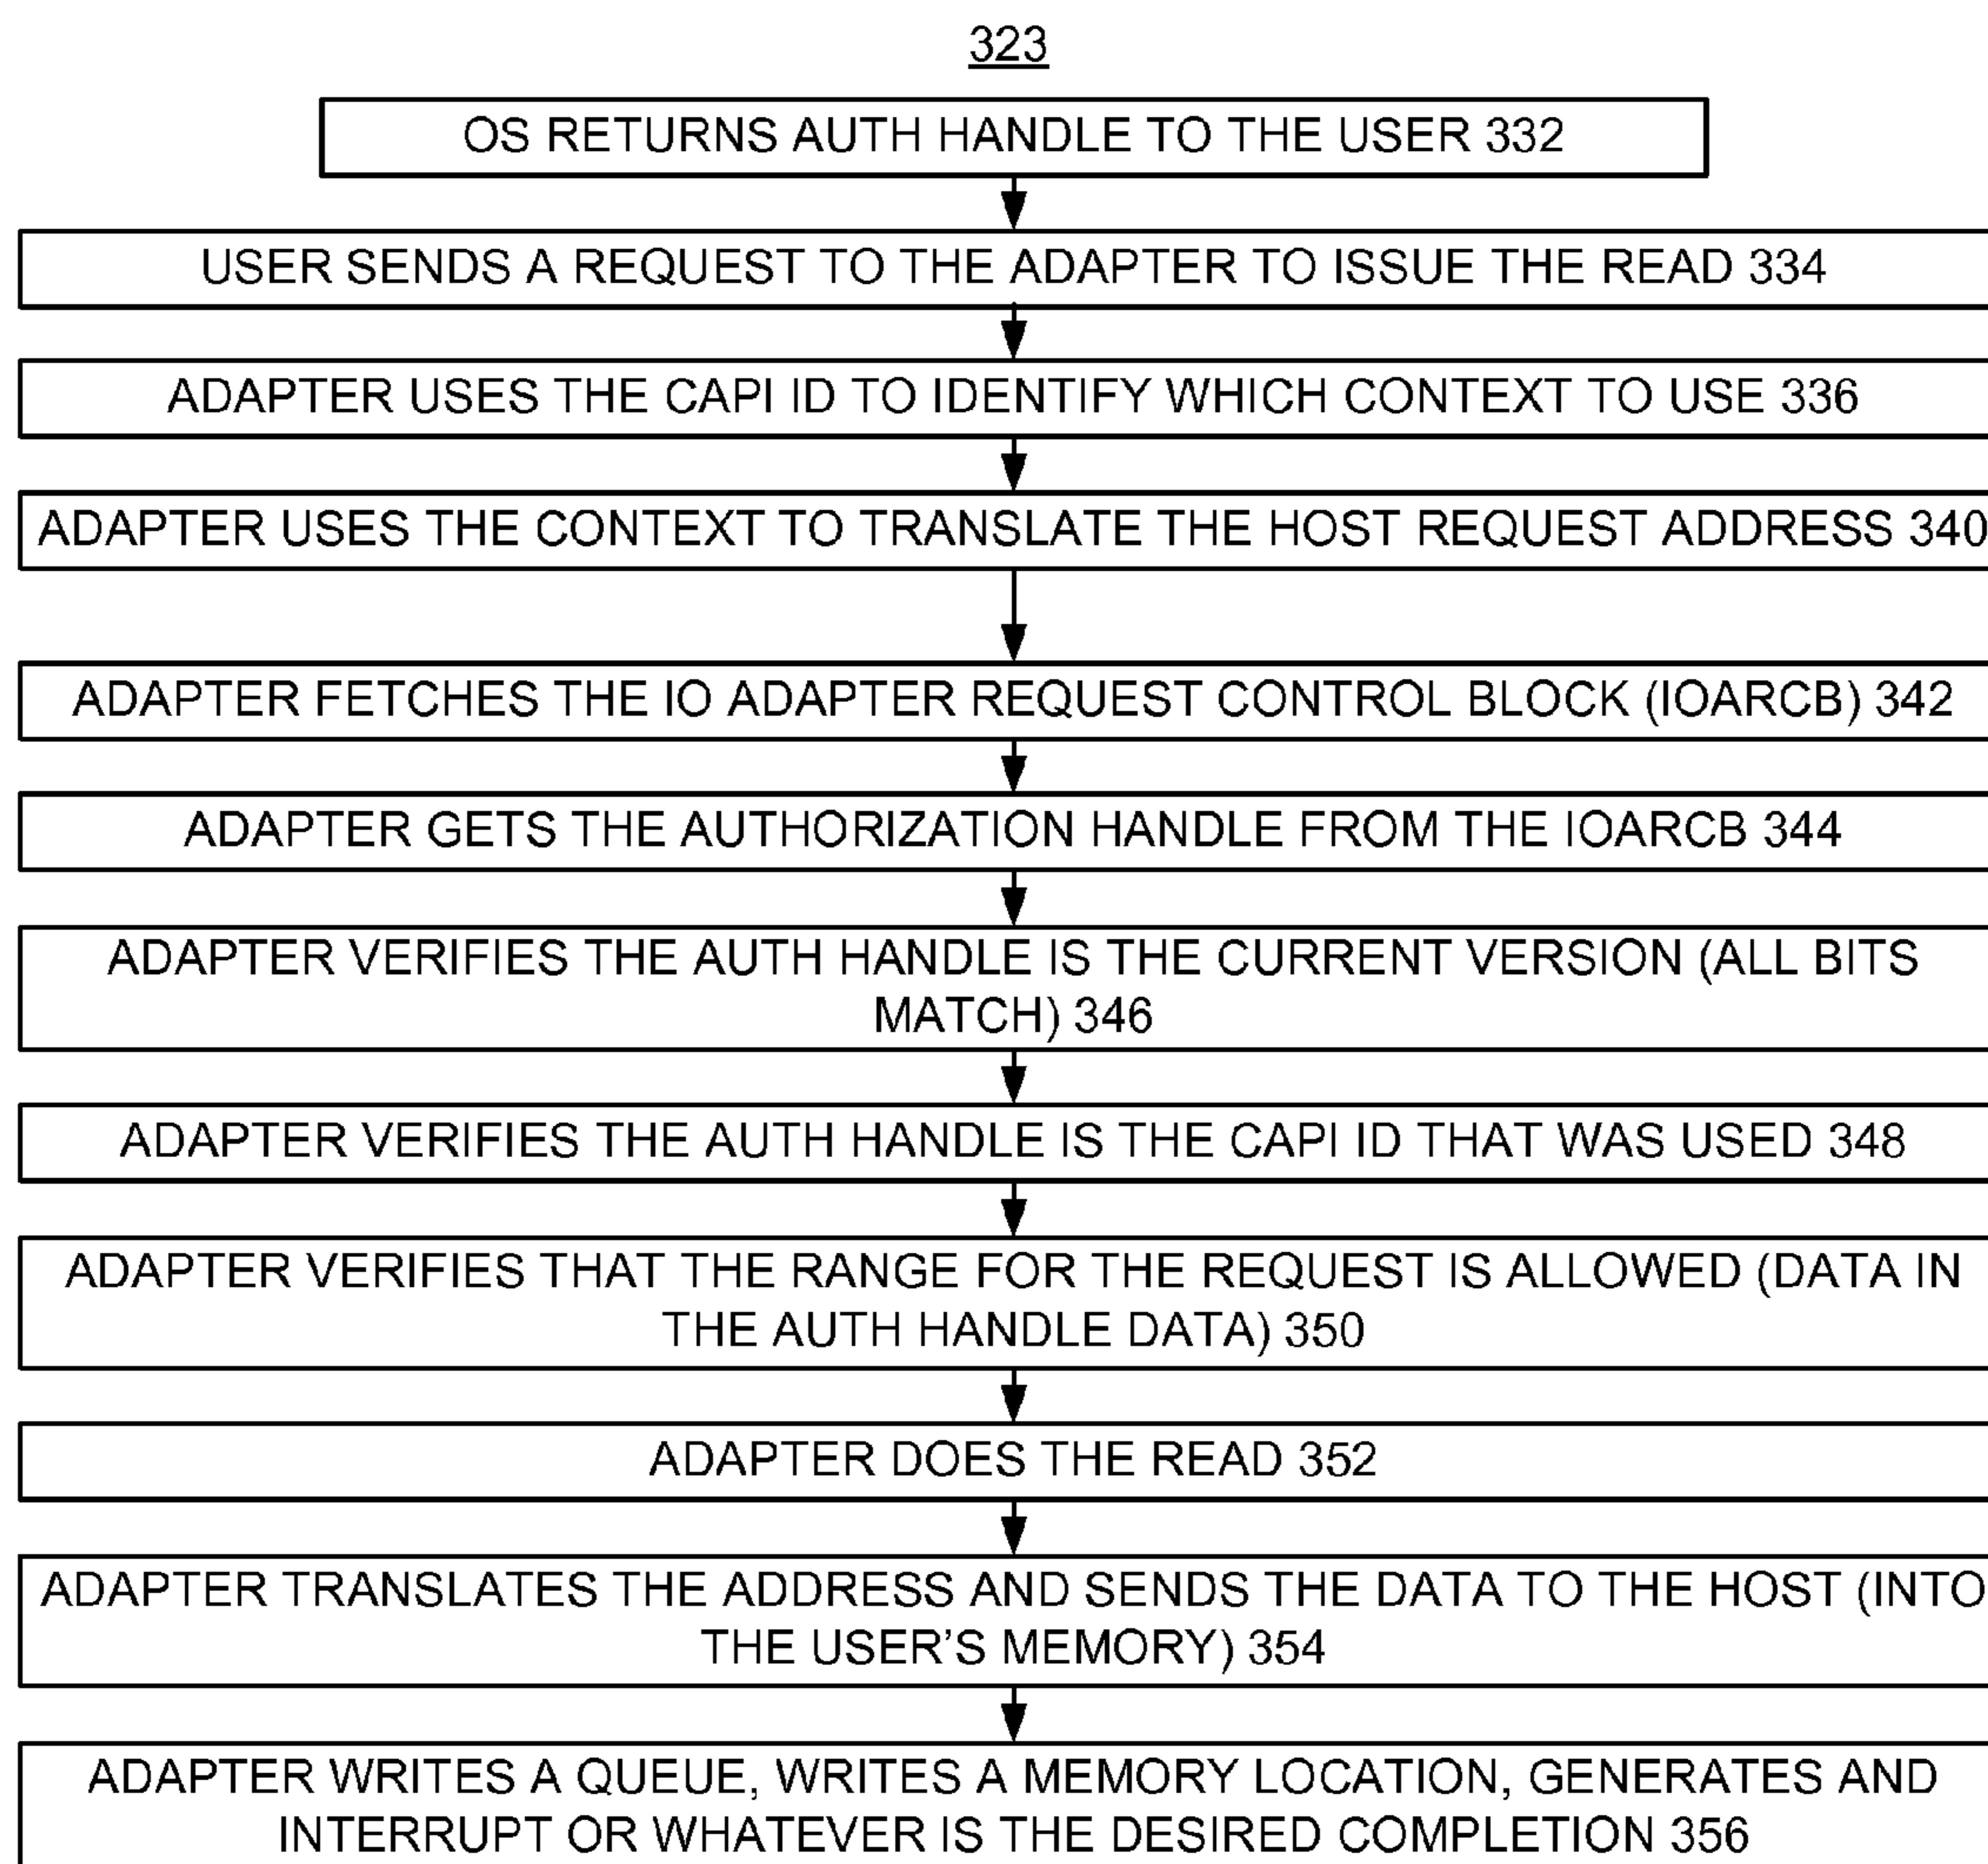 323
OS RETURNS AUTH HANDLE TO THE USER 332
USER SENDS A REQUEST TO THE ADAPTER TO ISSUE THE READ 334
ADAPTER USES THE CAPI ID TO IDENTIFY WHICH CONTEXT TO USE 336
ADAPTER USES THE CONTEXT TO TRANSLATE THE HOST REQUEST ADDRESS 340
ADAPTER FETCHES THE IO ADAPTER REQUEST CONTROL BLOCK (IOARCB) 342
ADAPTER GETS THE AUTHORIZATION HANDLE FROM THE IOARCB 344
ADAPTER VERIFIES THE AUTH HANDLE IS THE CURRENT VERSION (ALL BITS
MATCH) 346
ADAPTER VERIFIES THE AUTH HANDLE IS THE CAPI ID THAT WAS USED 348
ADAPTER VERIFIES THAT THE RANGE FOR THE REQUEST IS ALLOWED (DATA IN
THE AUTH HANDLE DATA) 350
ADAPTER DOES THE READ 352
ADAPTER TRANSLATES THE ADDRESS AND SENDS THE DATA TO THE HOST (INTO
THE USER'S MEMORY) 354
ADAPTER WRITES A QUEUE, WRITES A MEMORY LOCATION, GENERATES AND
INTERRUPT OR WHATEVER IS THE DESIRED COMPLETION 356